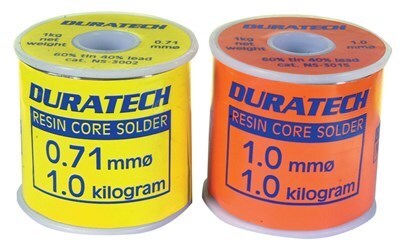 1kg
net
weight
0.71
mmø
60% tin 40% lead
cat. NS-3002
DURATECH
RESIN CORE SOLDER
0.71 mmø
1.0 kilogram
1kg
net
weight
1.0
mmø
60% tin 40% lead
cat. NS-3015
DURATECH
RESIN CORE SOLDER
1.0 mmø
1.0 kilogram